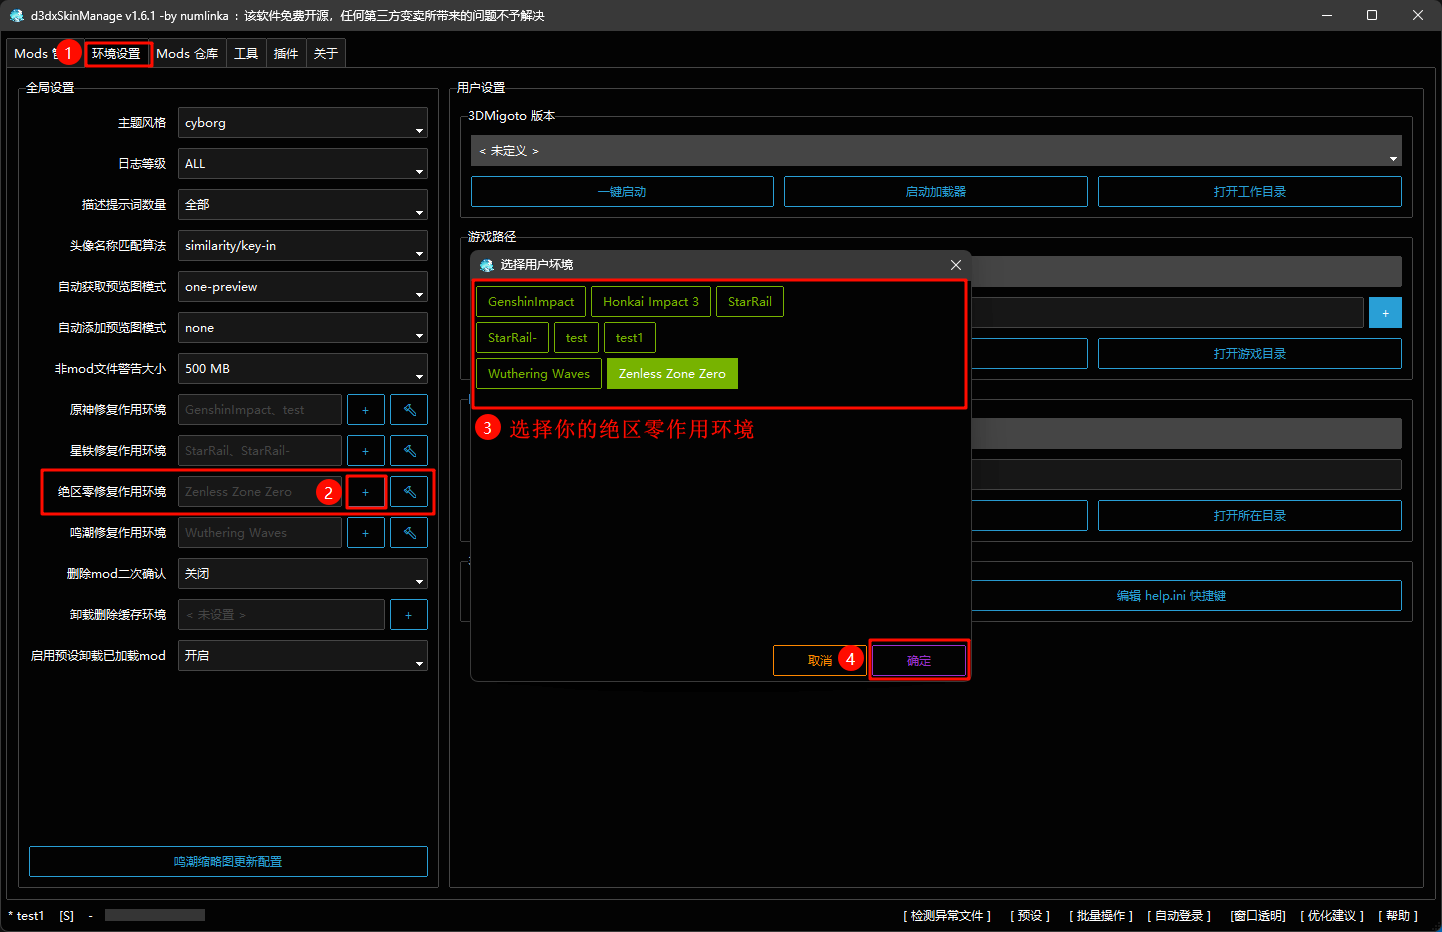 d3dxSkinManage v1.6.1 -by numlinka ：该软件免费开源，任何第三方变卖所带来的问题不予解决
Mods 管 1 环境设置 Mods 仓库 工具 插件 关于
全局设置
主题风格 cyborg
日志等级 ALL
描述提示词数量 全部
头像名称匹配算法 similarity/key-in
自动获取预览图模式 one-preview
自动添加预览图模式 none
非mod文件警告大小 500 MB
原神修复作用环境 GenshinImpact、test +
星铁修复作用环境 StarRail、StarRail- +
绝区零修复作用环境 Zenless Zone Zero 2 +
鸣潮修复作用环境 Wuthering Waves +
删除mod二次确认 关闭
卸载删除缓存环境 < 未设置 > +
启用预设卸载已加载mod 开启
鸣潮缩略图更新配置
用户设置
3DMigoto 版本
< 未定义 >
一键启动 启动加载器 打开工作目录
游戏路径
+
打开游戏目录
打开所在目录
编辑 help.ini 快捷键
选择用户环境
GenshinImpact Honkai Impact 3 StarRail
StarRail- test test1
Wuthering Waves Zenless Zone Zero
3 选择你的绝区零作用环境
取消 4 确定
* test1 [S] -
[ 检测异常文件 ] [ 预设 ] [ 批量操作 ] [ 自动登录 ] [窗口透明] [ 优化建议 ] [ 帮助 ]